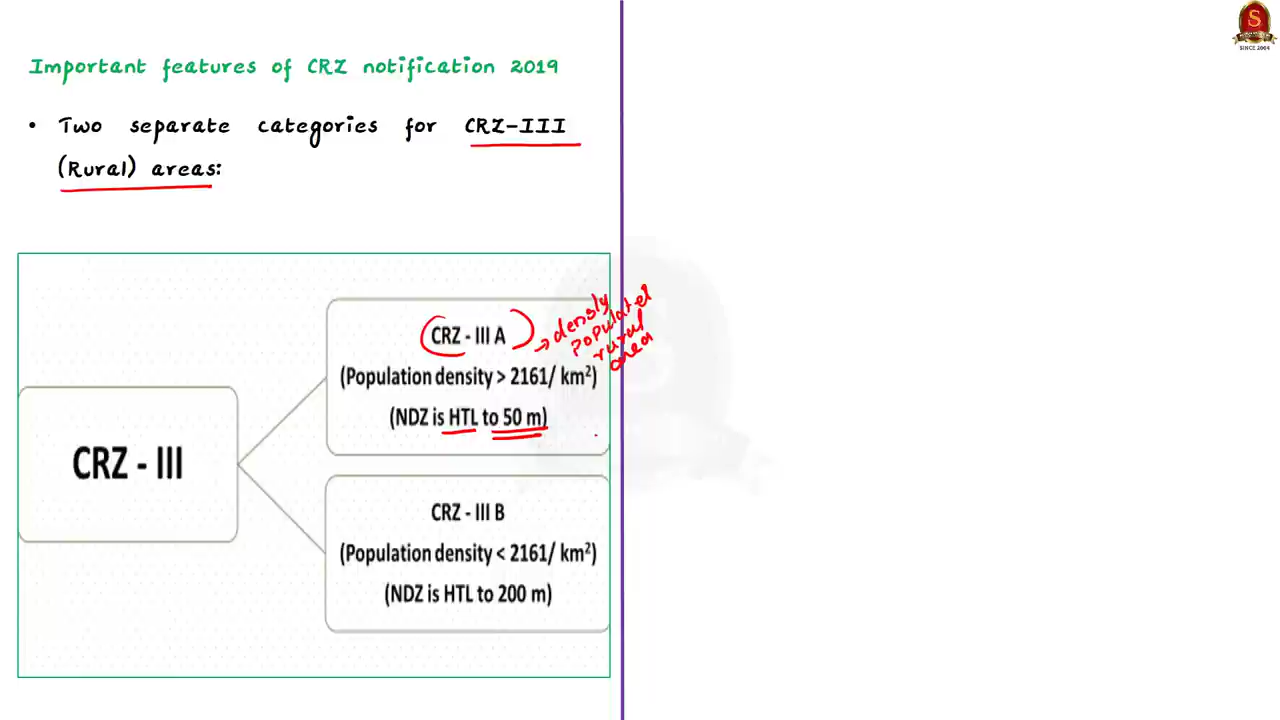 Important features of CRZ notification 2019
• Two separate categories for CRZ-III
(Rural) areas:
CRZ - III
CRZ - III A
(Population density > 2161/ km²)
(NDZ is HTL to 50 m)
→ densly
populated
rural
area
CRZ - III B
(Population density < 2161/ km²)
(NDZ is HTL to 200 m)
S
SINCE 2004